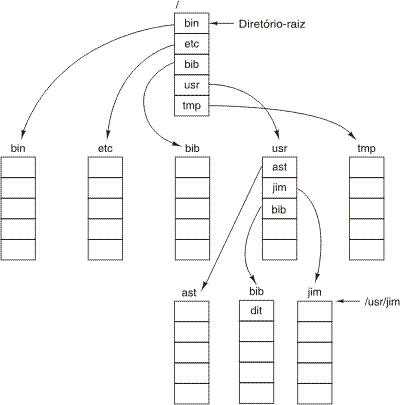 /
bin
Diretório-raiz
etc
bib
usr
tmp
bin
etc
bib
usr
tmp
ast
jim
bib
ast
bib
jim
dit
/usr/jim